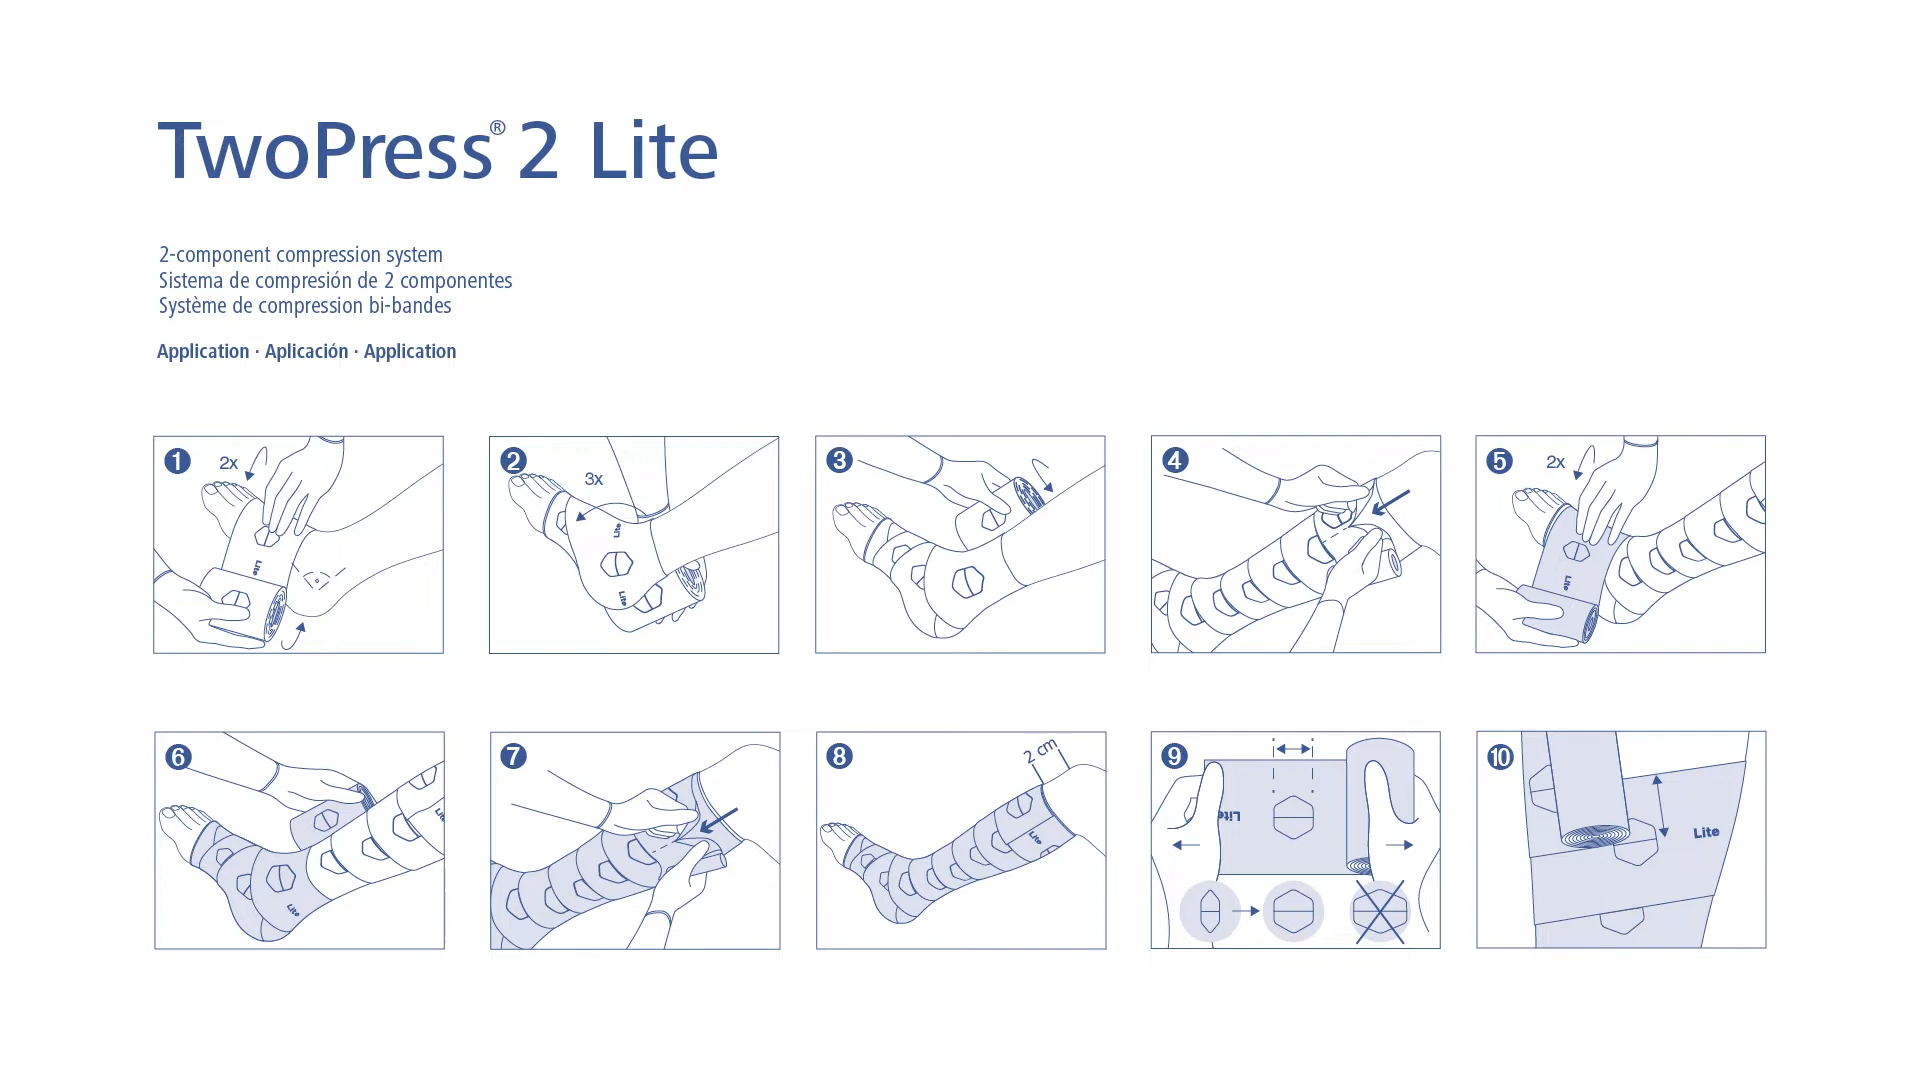 TwoPress® 2 Lite
2-component compression system
Sistema de compresión de 2 componentes
Système de compression bi-bandes
Application · Aplicación · Application
1
2x
Lite
2
3x
Lite
Lite
3
4
5
2x
Lite
6
Lite
Lite
7
8
2 cm
Lite
9
Lite
10
Lite